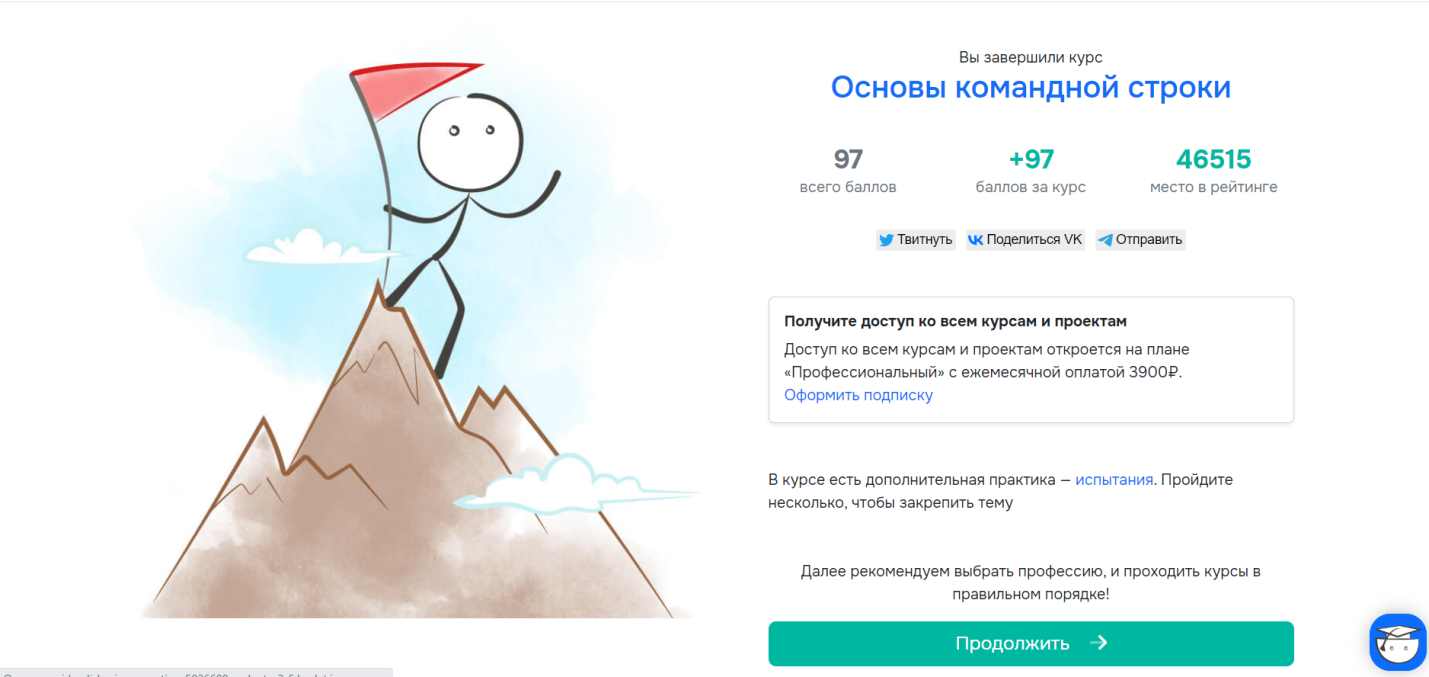 Вы завершили курс
Основы командной строки
97 +97 46515
всего баллов баллов за курс место в рейтинге
Твитнуть Поделиться VK Отправить
Получите доступ ко всем курсам и проектам
Доступ ко всем курсам и проектам откроется на плане
«Профессиональный» с ежемесячной оплатой 3900₽.
Оформить подписку
В курсе есть дополнительная практика — испытания. Пройдите
несколько, чтобы закрепить тему
Далее рекомендуем выбрать профессию, и проходить курсы в
правильном порядке!
Продолжить →